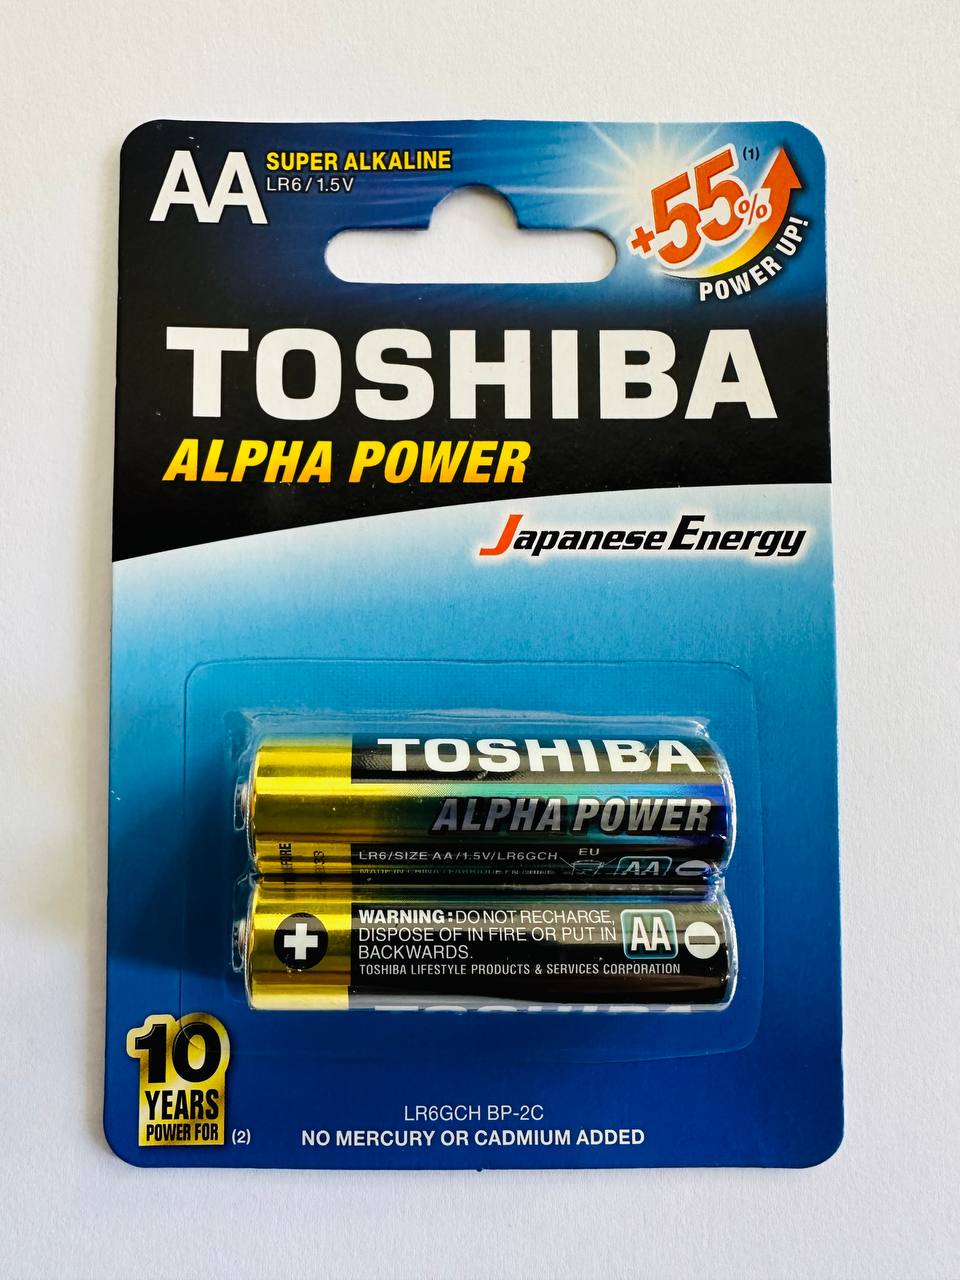 AA
SUPER ALKALINE
LR6/1.5V
+55% (1)
POWER UP!
TOSHIBA
ALPHA POWER
Japanese Energy
TOSHIBA
ALPHA POWER
LR6/SIZE AA/1.5V/LR6GCH
EU
MADE IN CHINA
AA
WARNING: DO NOT RECHARGE,
DISPOSE OF IN FIRE OR PUT IN
BACKWARDS.
AA
TOSHIBA LIFESTYLE PRODUCTS & SERVICES CORPORATION
10
YEARS
POWER FOR (2)
LR6GCH BP-2C
NO MERCURY OR CADMIUM ADDED